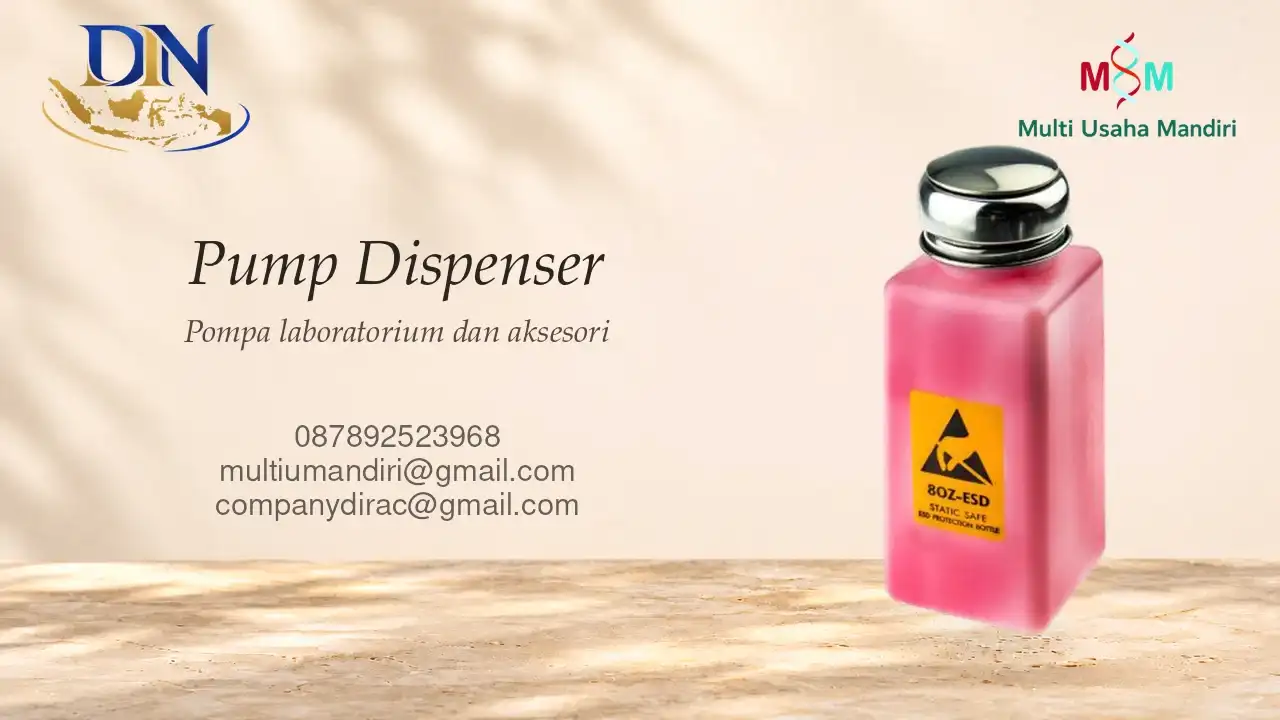 DN
MSM
Multi Usaha Mandiri
Pump Dispenser
Pompa laboratorium dan aksesori
087892523968
multiumandiri@gmail.com
companydirac@gmail.com
8OZ-ESD
STATIC SAFE
ESD PROTECTION BOTTLE